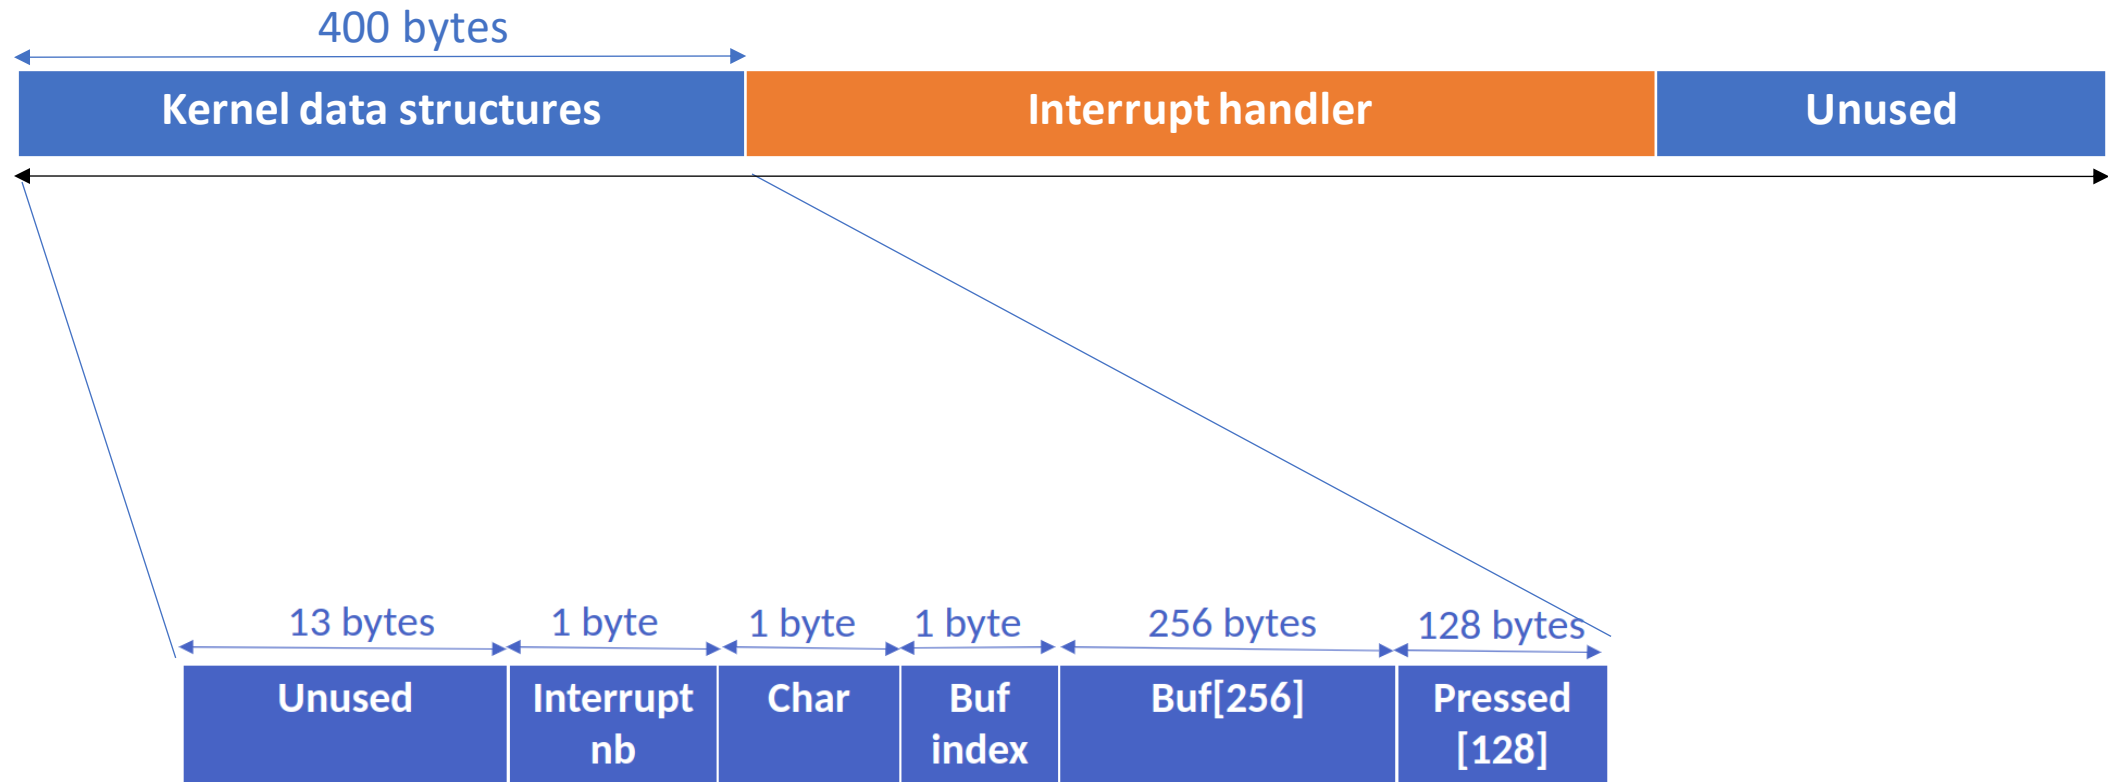 400 bytes
Kernel data structures
Interrupt handler
Unused
13 bytes
1 byte
1 byte
1 byte
256 bytes
128 bytes
Unused
Interrupt
nb
Char
Buf
index
Buf[256]
Pressed
[128]